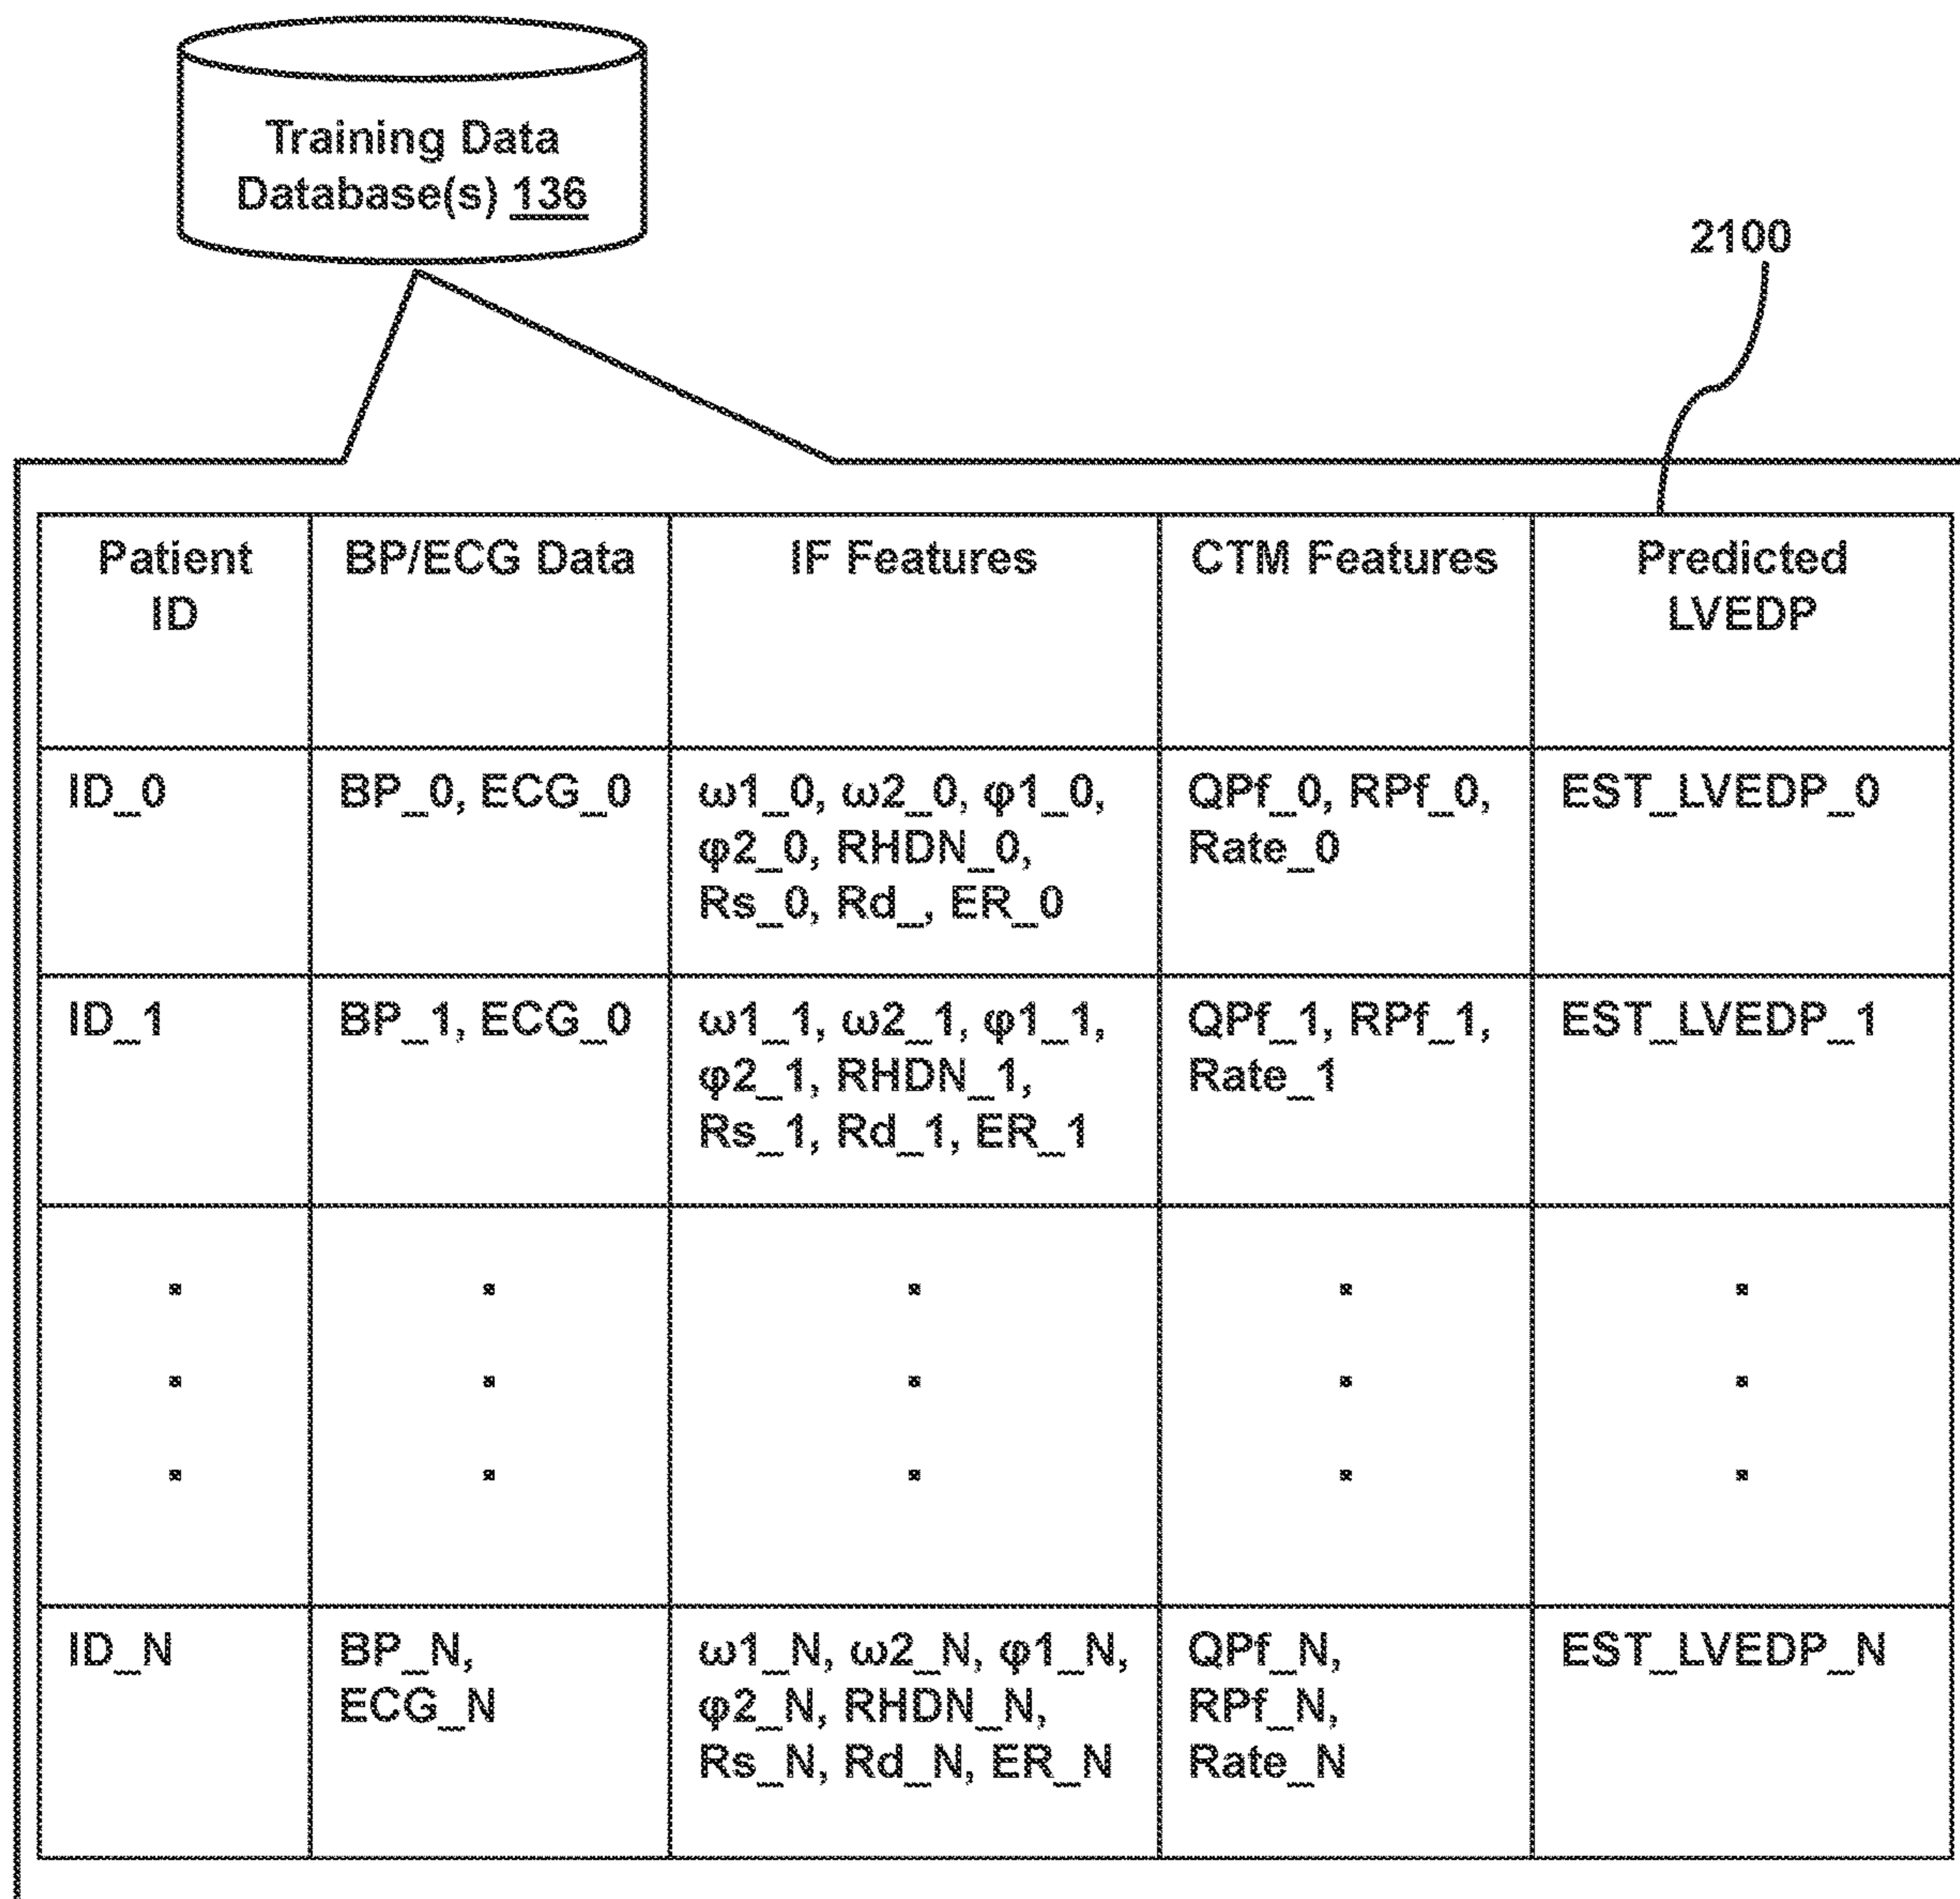 Training Data
Database(s) 136
2100
Patient
ID
BP/ECG Data
IF Features
CTM Features
Predicted
LVEDP
ID_0
BP_0, ECG_0
ω1_0, ω2_0, φ1_0,
φ2_0, RHDN_0,
Rs_0, Rd_, ER_0
QPf_0, RPf_0,
Rate_0
EST_LVEDP_0
ID_1
BP_1, ECG_0
ω1_1, ω2_1, φ1_1,
φ2_1, RHDN_1,
Rs_1, Rd_1, ER_1
QPf_1, RPf_1,
Rate_1
EST_LVEDP_1
ID_N
BP_N,
ECG_N
ω1_N, ω2_N, φ1_N,
φ2_N, RHDN_N,
Rs_N, Rd_N, ER_N
QPf_N,
RPf_N,
Rate_N
EST_LVEDP_N